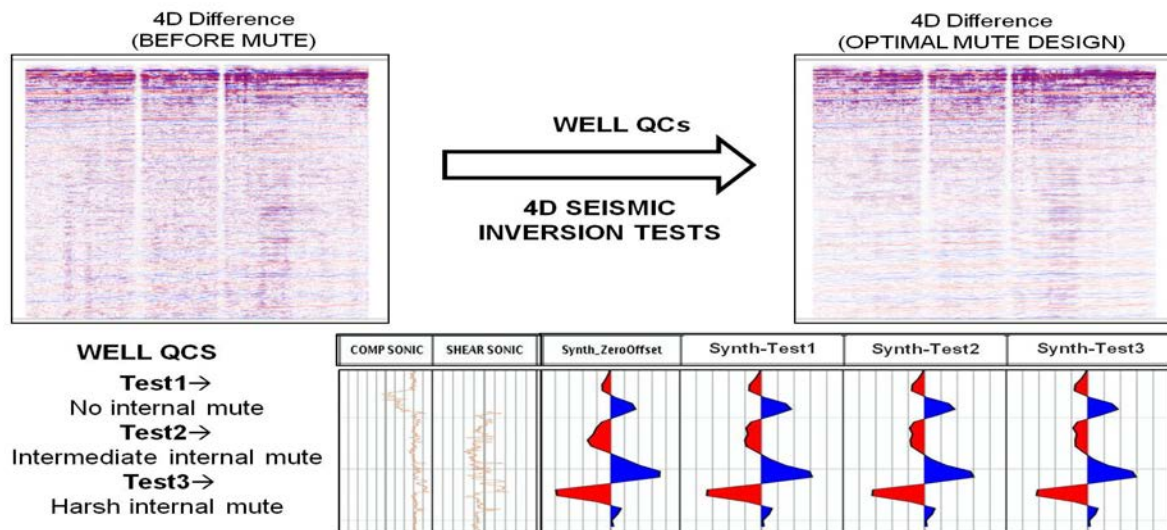 4D Difference
(BEFORE MUTE)
4D Difference
(OPTIMAL MUTE DESIGN)
WELL QCs
4D SEISMIC
INVERSION TESTS
WELL QCS
Test1→
No internal mute
Test2→
Intermediate internal mute
Test3→
Harsh internal mute
COMP SONIC
SHEAR SONIC
Synth_ZeroOffset
Synth-Test1
Synth-Test2
Synth-Test3